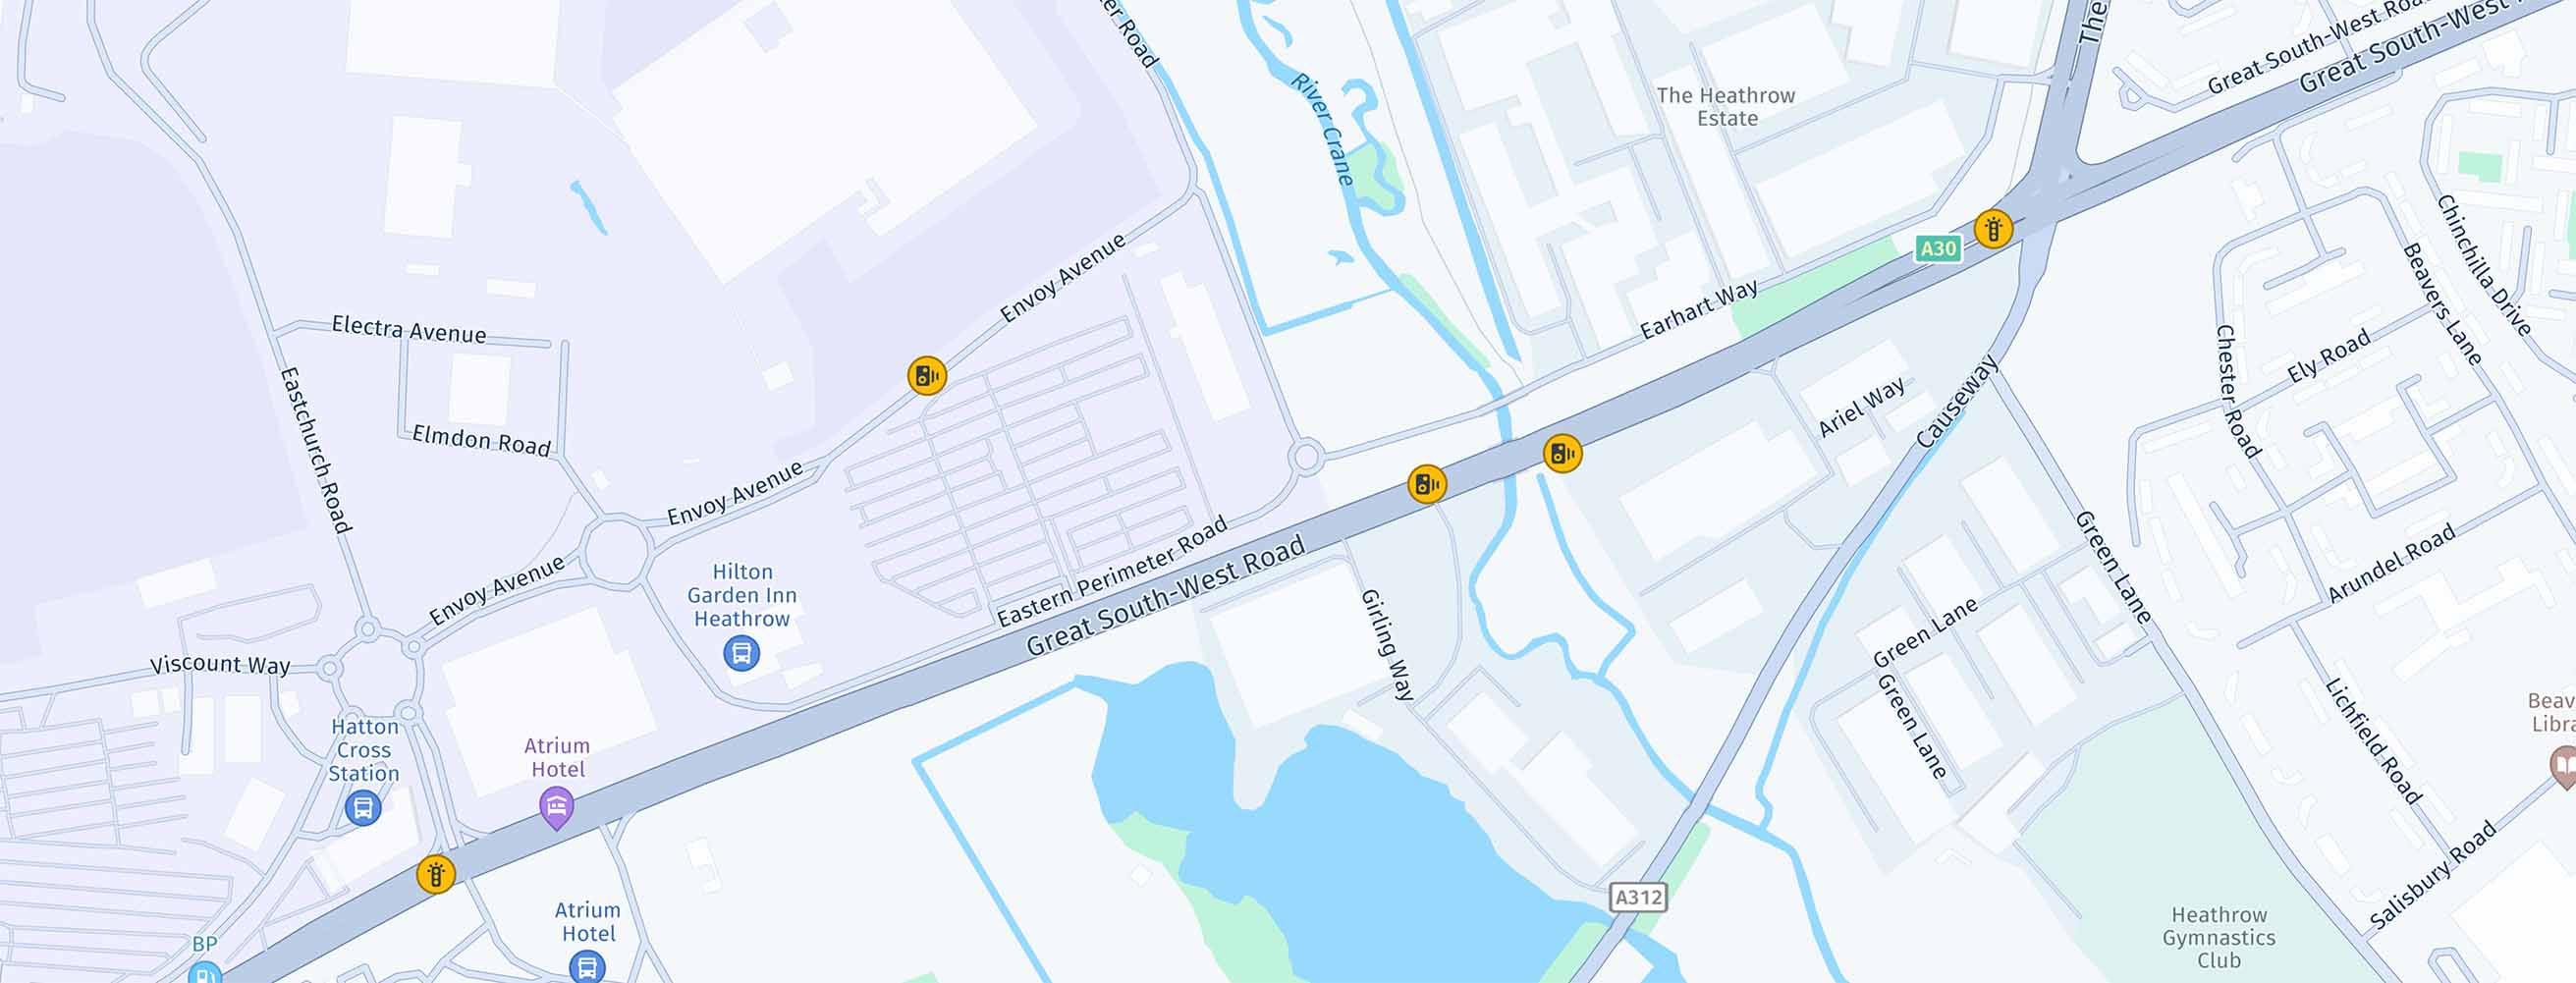 er Road
River Crane
The Heathrow
Estate
The
Great South-West Road
Great South-West
A30
Chinchilla Drive
Beavers Lane
Envoy Avenue
Earhart Way
Electra Avenue
Eastchurch Road
Elmdon Road
Ariel Way
Causeway
Chester Road
Ely Road
Envoy Avenue
Envoy Avenue
Hilton
Garden Inn
Heathrow
Eastern Perimeter Road
Great South-West Road
Girling Way
Green Lane
Arundel Road
Green Lane
Green Lane
Viscount Way
Hatton
Cross
Station
Atrium
Hotel
Lichfield Road
Beav
Libra
A312
Salisbury Road
Atrium
Hotel
BP
Heathrow
Gymnastics
Club